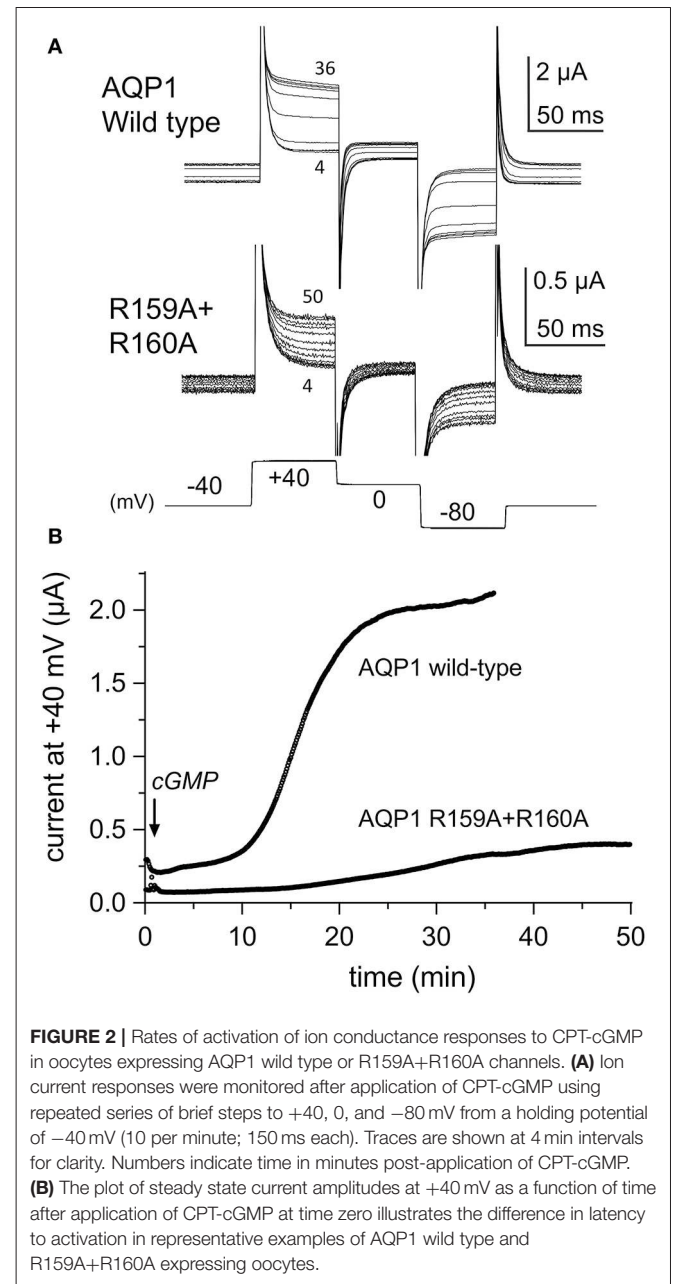 A
AQP1
Wild type
36
4
2 µA
50 ms
R159A+
R160A
50
4
0.5 µA
50 ms
(mV)
-40
+40
0
-80
B
current at +40 mV (µA)
2.0
1.5
1.0
0.5
0.0
cGMP
AQP1 wild-type
AQP1 R159A+R160A
0
10
20
30
40
50
time (min)
FIGURE 2 | Rates of activation of ion conductance responses to CPT-cGMP
in oocytes expressing AQP1 wild type or R159A+R160A channels. (A) Ion
current responses were monitored after application of CPT-cGMP using
repeated series of brief steps to +40, 0, and −80 mV from a holding potential
of −40 mV (10 per minute; 150 ms each). Traces are shown at 4 min intervals
for clarity. Numbers indicate time in minutes post-application of CPT-cGMP.
(B) The plot of steady state current amplitudes at +40 mV as a function of time
after application of CPT-cGMP at time zero illustrates the difference in latency
to activation in representative examples of AQP1 wild type and
R159A+R160A expressing oocytes.